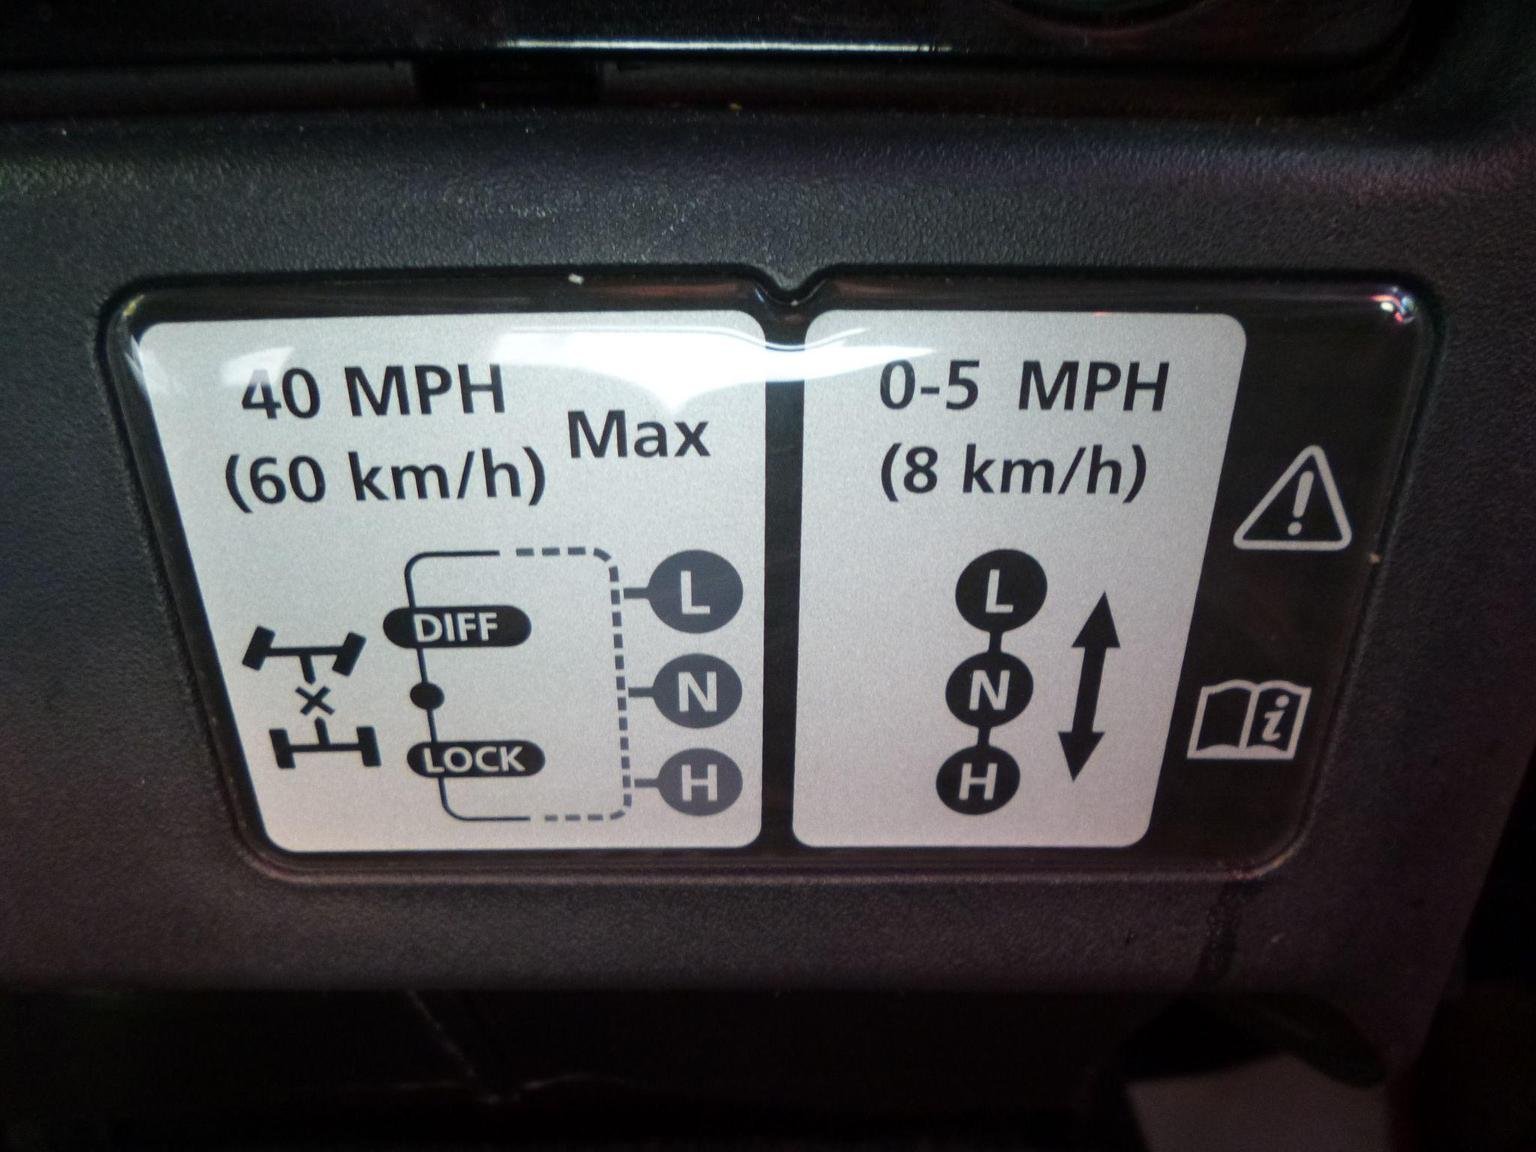 40 MPH
(60 km/h)
Max
DIFF
LOCK
L
N
H
0-5 MPH
(8 km/h)
L
N
H
!
i